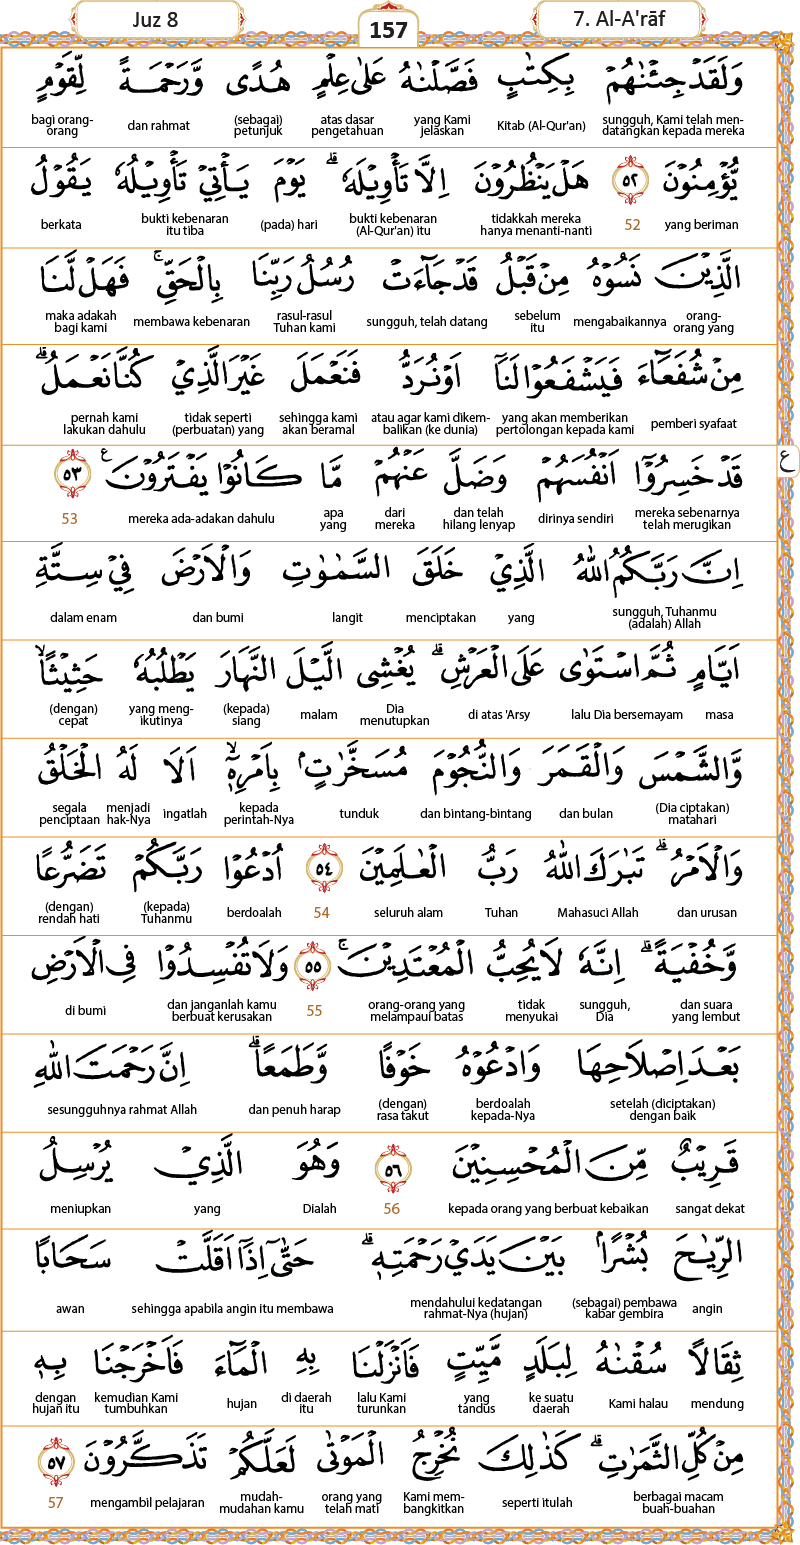 Juz 8
157
7. Al-A'rāf
وَلَقَدْ جِئْنٰهُمْ بِكِتٰبٍ فَصَّلْنٰهُ عَلٰى عِلْمٍ هُدًى وَّرَحْمَةً لِّقَوْمٍ
sungguh, Kami telah men-datangkan kepada mereka Kitab (Al-Qur'an) yang Kami jelaskan atas dasar pengetahuan (sebagai) petunjuk dan rahmat bagi orang-orang
يُّؤْمِنُوْنَ ٥٢ هَلْ يَنْظُرُوْنَ اِلَّا تَأْوِيْلَهٗ ۗ يَوْمَ يَأْتِيْ تَأْوِيْلُهٗ يَقُوْلُ
yang beriman 52 tidakkah mereka hanya menanti-nanti bukti kebenaran (Al-Qur'an) itu (pada) hari bukti kebenaran itu tiba berkata
الَّذِيْنَ نَسُوْهُ مِنْ قَبْلُ قَدْ جَاۤءَتْ رُسُلُ رَبِّنَا بِالْحَقِّۚ فَهَلْ لَّنَا
orang-orang yang mengabaikannya sebelum itu sungguh, telah datang rasul-rasul Tuhan kami membawa kebenaran maka adakah bagi kami
مِنْ شُفَعَاۤءَ فَيَشْفَعُوْا لَنَآ اَوْ نُرَدُّ فَنَعْمَلَ غَيْرَ الَّذِيْ كُنَّا نَعْمَلُۗ
pemberi syafaat yang akan memberikan pertolongan kepada kami atau agar kami dikem-balikan (ke dunia) sehingga kami akan beramal tidak seperti (perbuatan) yang pernah kami lakukan dahulu
قَدْ خَسِرُوْٓا اَنْفُسَهُمْ وَضَلَّ عَنْهُمْ مَّا كَانُوْا يَفْتَرُوْنَ ࣖ ٥٣
ع
mereka sebenarnya telah merugikan dirinya sendiri dan telah hilang lenyap dari mereka apa yang mereka ada-adakan dahulu 53
اِنَّ رَبَّكُمُ اللّٰهُ الَّذِيْ خَلَقَ السَّمٰوٰتِ وَالْاَرْضَ فِيْ سِتَّةِ
sungguh, Tuhanmu (adalah) Allah yang menciptakan langit dan bumi dalam enam
اَيَّامٍ ثُمَّ اسْتَوٰى عَلَى الْعَرْشِۗ يُغْشِى الَّيْلَ النَّهَارَ يَطْلُبُهٗ حَثِيْثًاۙ
masa lalu Dia bersemayam di atas 'Arsy Dia menutupkan malam (kepada) siang yang meng-ikutinya (dengan) cepat
وَّالشَّمْسَ وَالْقَمَرَ وَالنُّجُوْمَ مُسَخَّرٰتٍۢ بِاَمْرِهٖٓۙ اَلَا لَهُ الْخَلْقُ
(Dia ciptakan) matahari dan bulan dan bintang-bintang tunduk kepada perintah-Nya ingatlah menjadi hak-Nya segala penciptaan
وَالْاَمْرُۗ تَبٰرَكَ اللّٰهُ رَبُّ الْعٰلَمِيْنَ ٥٤ اُدْعُوْا رَبَّكُمْ تَضَرُّعًا
dan urusan Mahasuci Allah Tuhan seluruh alam 54 berdoalah (kepada) Tuhanmu (dengan) rendah hati
وَّخُفْيَةًۗ اِنَّهٗ لَا يُحِبُّ الْمُعْتَدِيْنَۚ ٥٥ وَلَا تُفْسِدُوْا فِى الْاَرْضِ
dan suara yang lembut sungguh, Dia tidak menyukai orang-orang yang melampaui batas 55 dan janganlah kamu berbuat kerusakan di bumi
بَعْدَ اِصْلَاحِهَا وَادْعُوْهُ خَوْفًا وَّطَمَعًاۗ اِنَّ رَحْمَتَ اللّٰهِ
setelah (diciptakan) dengan baik berdoalah kepada-Nya (dengan) rasa takut dan penuh harap sesungguhnya rahmat Allah
قَرِيْبٌ مِّنَ الْمُحْسِنِيْنَ ٥٦ وَهُوَ الَّذِيْ يُرْسِلُ
sangat dekat kepada orang yang berbuat kebaikan 56 Dialah yang meniupkan
الرِّيٰحَ بُشْرًاۢ بَيْنَ يَدَيْ رَحْمَتِهٖۗ حَتّٰٓى اِذَآ اَقَلَّتْ سَحَابًا
angin (sebagai) pembawa kabar gembira mendahului kedatangan rahmat-Nya (hujan) sehingga apabila angin itu membawa awan
ثِقَالًا سُقْنٰهُ لِبَلَدٍ مَّيِّتٍ فَاَنْزَلْنَا بِهِ الْمَاۤءَ فَاَخْرَجْنَا بِهٖ
mendung Kami halau ke suatu daerah yang tandus lalu Kami turunkan di daerah itu hujan kemudian Kami tumbuhkan dengan hujan itu
مِنْ كُلِّ الثَّمَرٰتِۗ كَذٰلِكَ نُخْرِجُ الْمَوْتٰى لَعَلَّكُمْ تَذَكَّرُوْنَ ٥٧
berbagai macam buah-buahan seperti itulah Kami mem-bangkitkan orang yang telah mati mudah-mudahan kamu mengambil pelajaran 57